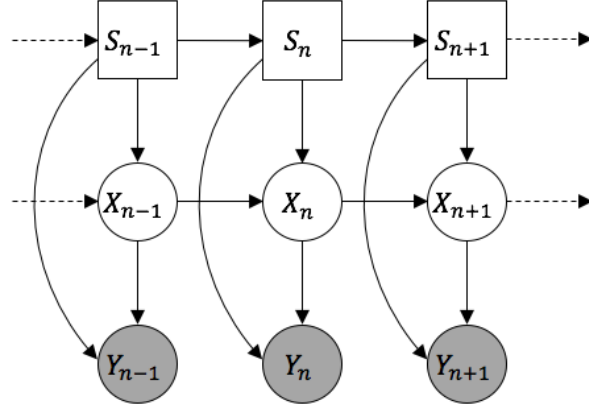 S_{n-1} S_n S_{n+1}
X_{n-1} X_n X_{n+1}
Y_{n-1} Y_n Y_{n+1}